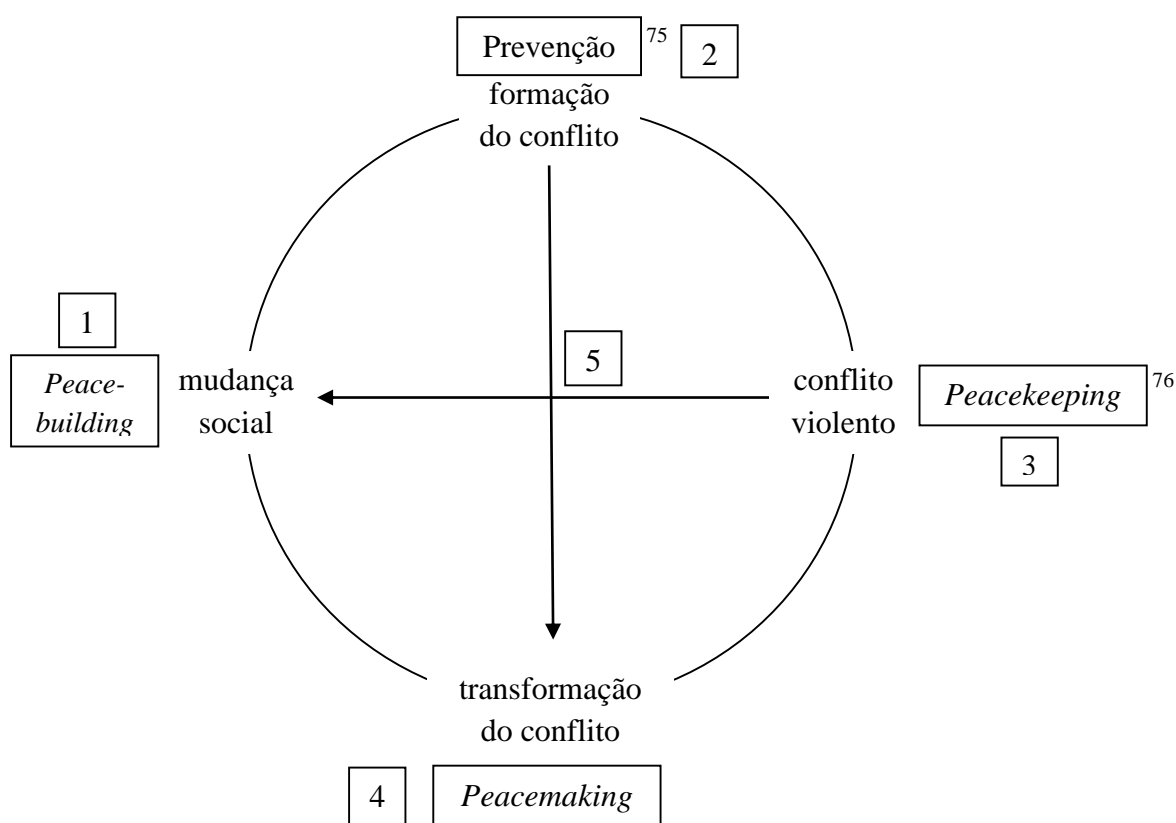 Prevenção 75 2
formação
do conflito
1
Peace-
building
mudança
social
5
conflito
violento
Peacekeeping 76
3
transformação
do conflito
4 Peacemaking